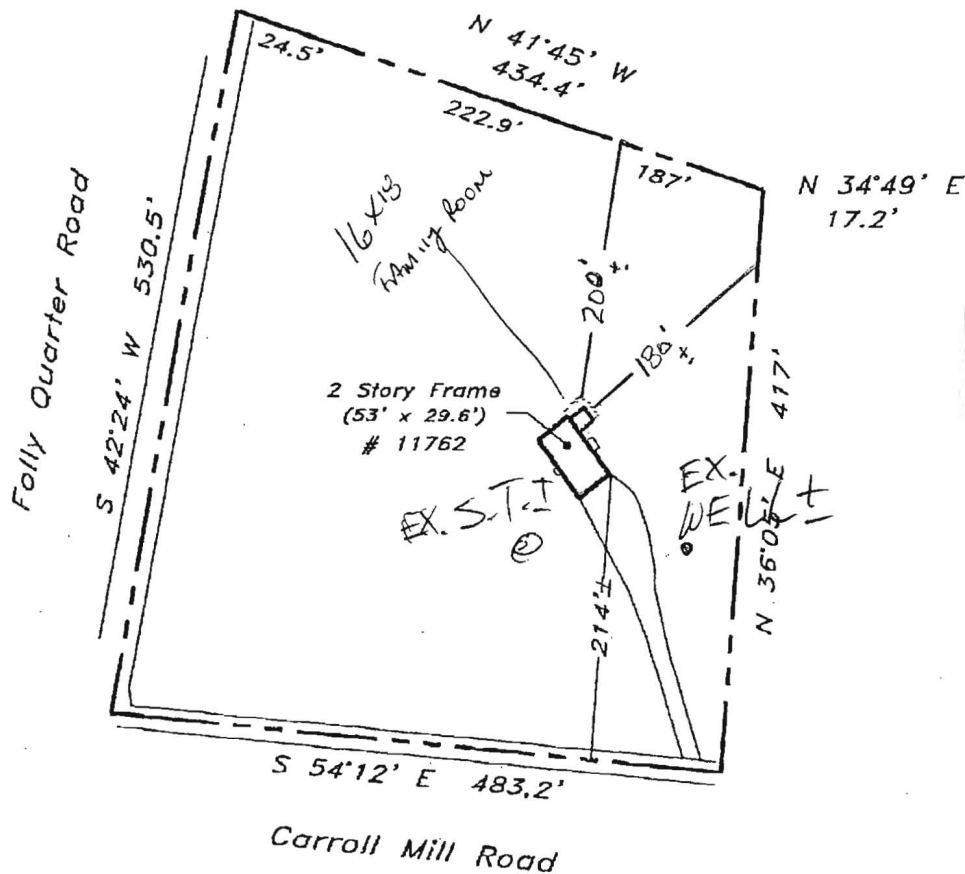 N 41°45' W
434.4'
24.5'
222.9'
187'
N 34°49' E
17.2'
Folly Quarter Road
S 42°24' W 530.5'
16 X 18
FAMILY ROOM
200' ±
180' ±
2 Story Frame
(53' x 29.6')
# 11762
EX. S.T. ±
EX.
WELL ±
N 36°05' E 417'
214'±
S 54°12' E 483.2'
Carroll Mill Road